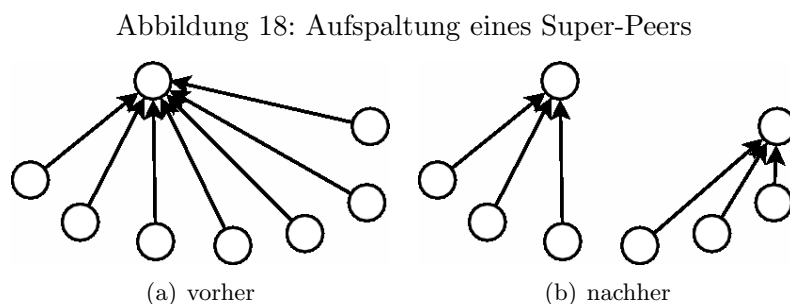 Abbildung 18: Aufspaltung eines Super-Peers
(a) vorher
(b) nachher